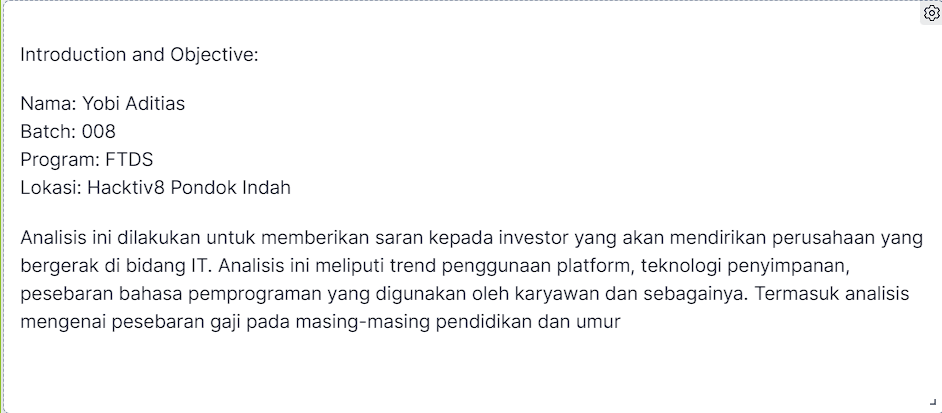 Introduction and Objective:
Nama: Yobi Aditias
Batch: 008
Program: FTDS
Lokasi: Hacktiv8 Pondok Indah
Analisis ini dilakukan untuk memberikan saran kepada investor yang akan mendirikan perusahaan yang
bergerak di bidang IT. Analisis ini meliputi trend penggunaan platform, teknologi penyimpanan,
pesebaran bahasa pemprograman yang digunakan oleh karyawan dan sebagainya. Termasuk analisis
mengenai pesebaran gaji pada masing-masing pendidikan dan umur